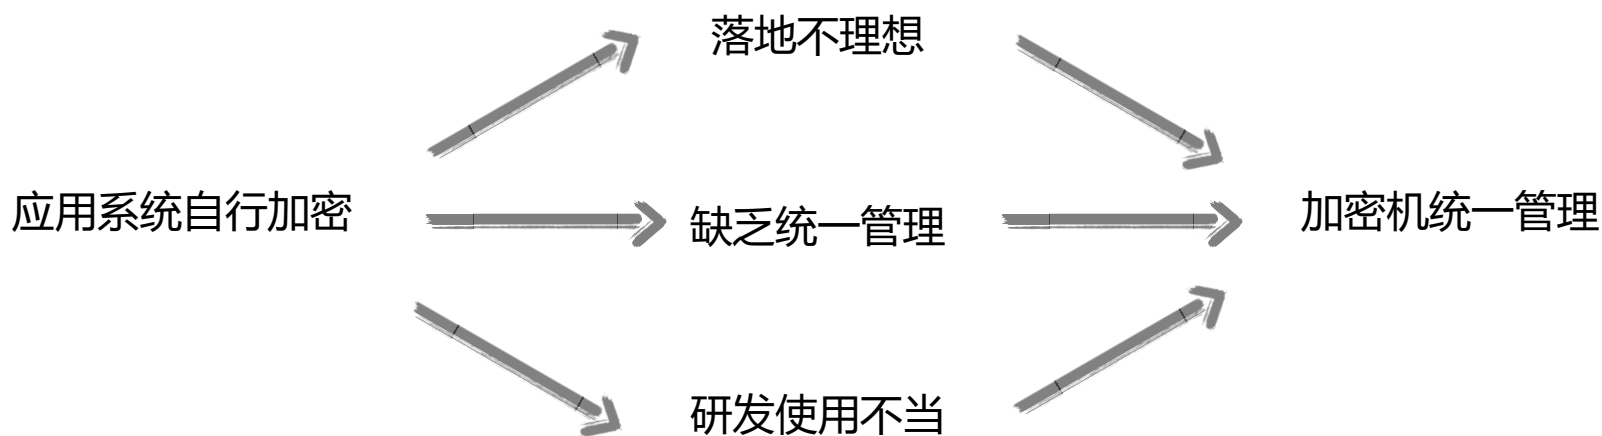 落地不理想
应用系统自行加密
缺乏统一管理
加密机统一管理
研发使用不当